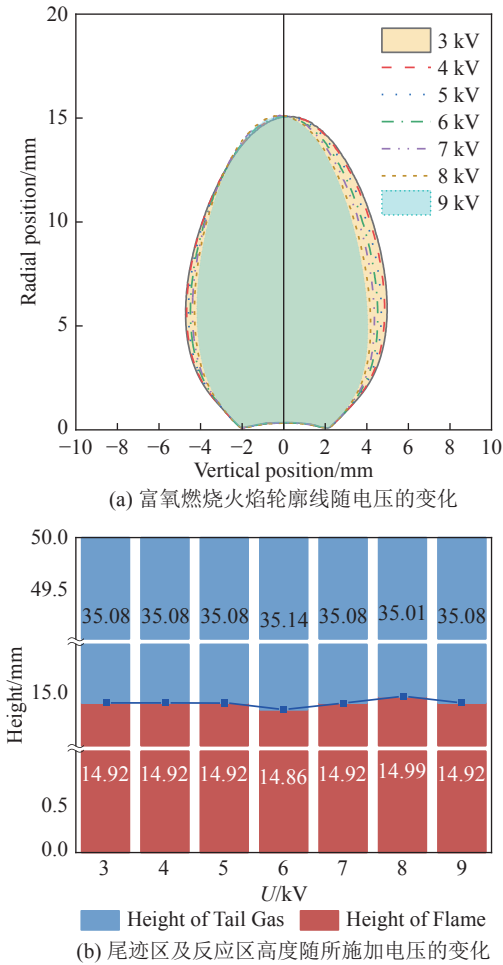 20
15
10
5
0
Radial position/mm
3 kV
4 kV
5 kV
6 kV
7 kV
8 kV
9 kV
−10 −8 −6 −4 −2 0 2 4 6 8 10
Vertical position/mm
(a) 富氧燃烧火焰轮廓线随电压的变化
50.0
49.5
15.0
0.5
0.0
Height/mm
35.08 35.08 35.08 35.14 35.08 35.01 35.08
14.92 14.92 14.92 14.86 14.92 14.99 14.92
3 4 5 6 7 8 9
U/kV
Height of Tail Gas Height of Flame
(b) 尾迹区及反应区高度随所施加电压的变化